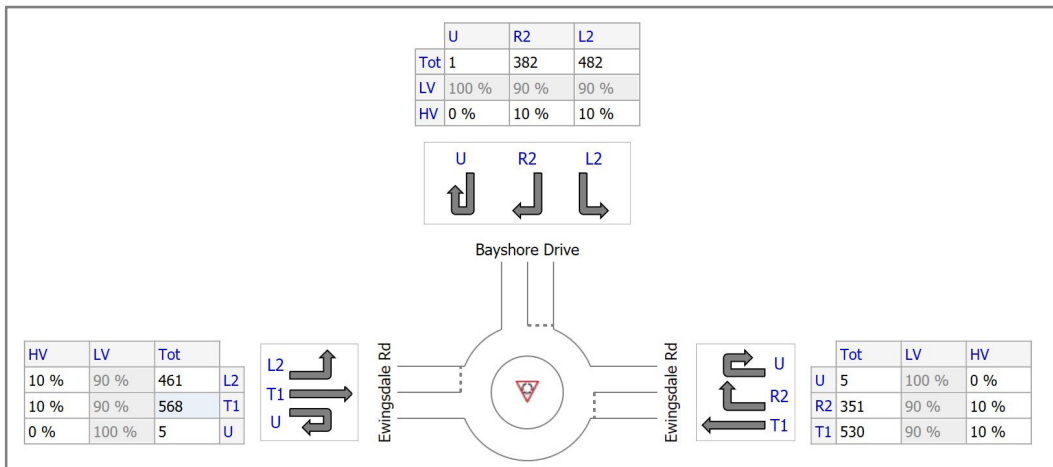 U R2 L2
Tot 1 382 482
LV 100 % 90 % 90 %
HV 0 % 10 % 10 %
U R2 L2
Bayshore Drive
HV LV Tot
10 % 90 % 461 L2
10 % 90 % 568 T1
0 % 100 % 5 U
L2
T1
U
Ewingsdale Rd
Ewingsdale Rd
U
R2
T1
Tot LV HV
U 5 100 % 0 %
R2 351 90 % 10 %
T1 530 90 % 10 %